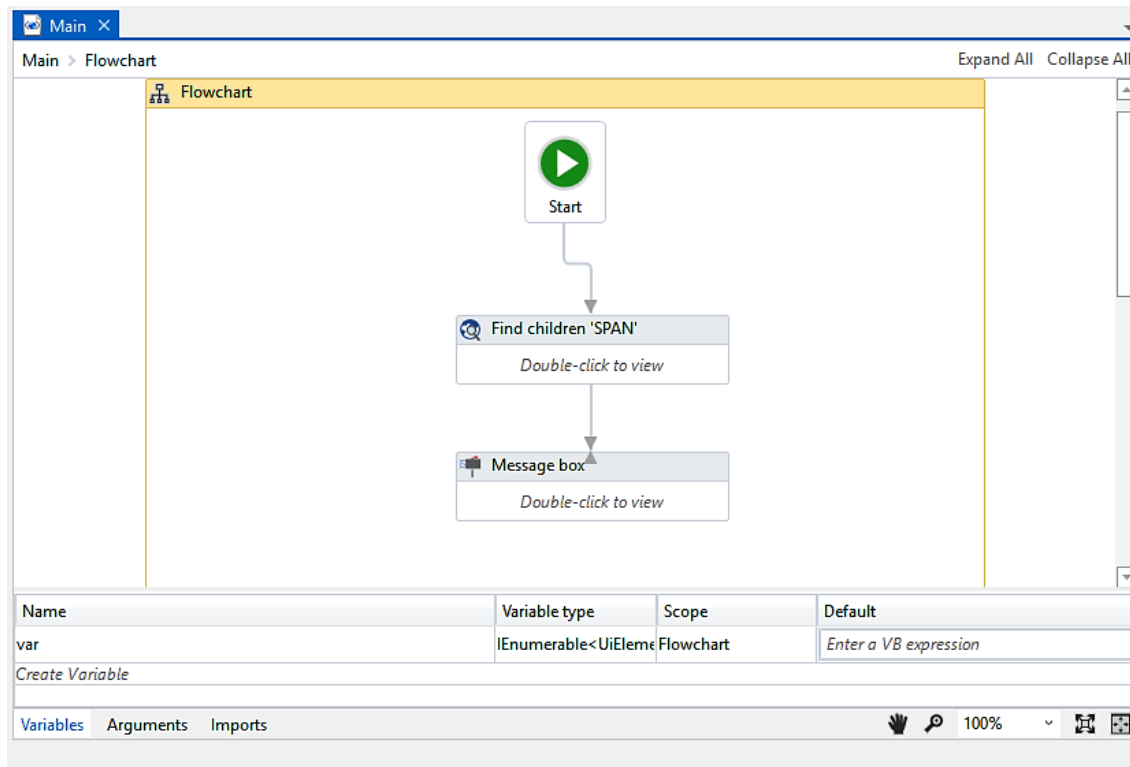 Main
Main > Flowchart Expand All Collapse All
Flowchart
Start
Find children 'SPAN'
Double-click to view
Message box
Double-click to view
Name Variable type Scope Default
var IEnumerable<UiEleme Flowchart Enter a VB expression
Create Variable
Variables Arguments Imports 100%